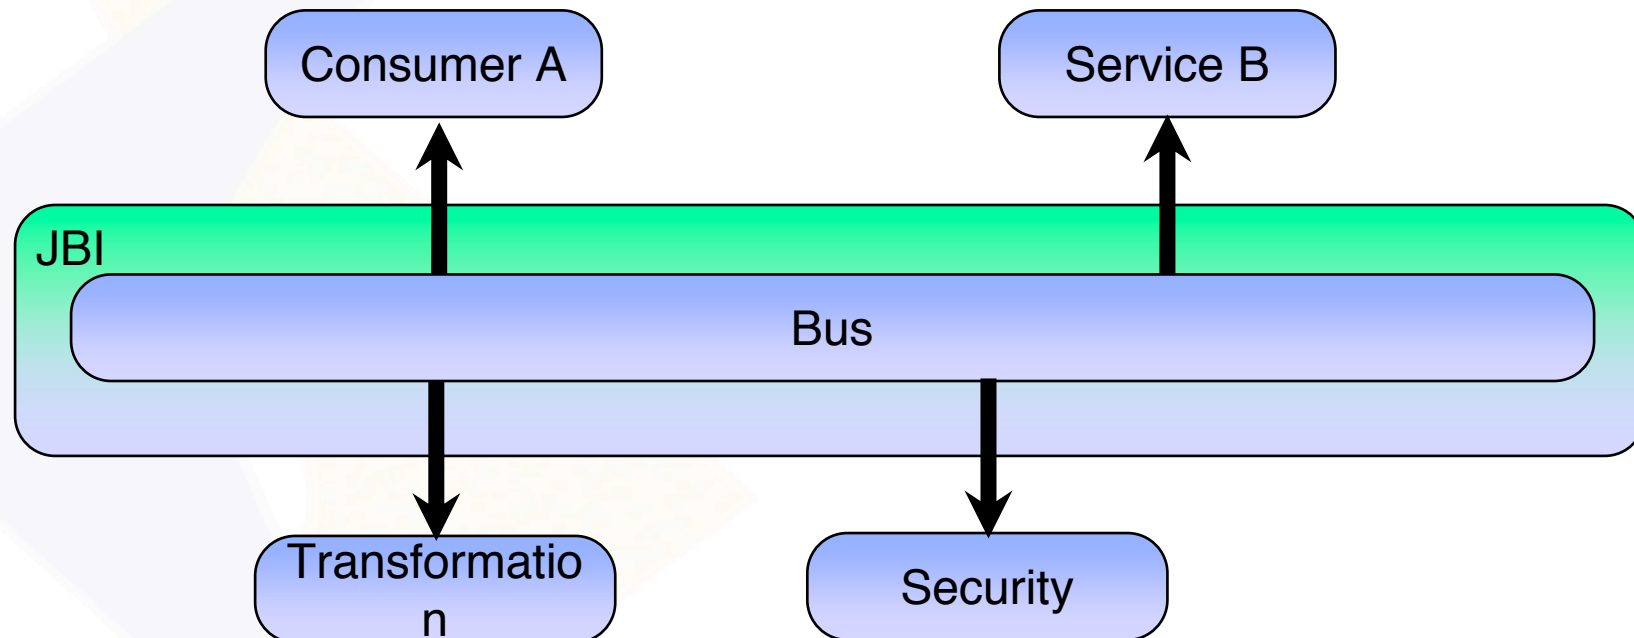 Consumer A
Service B
JBI
Bus
Transformatio
n
Security